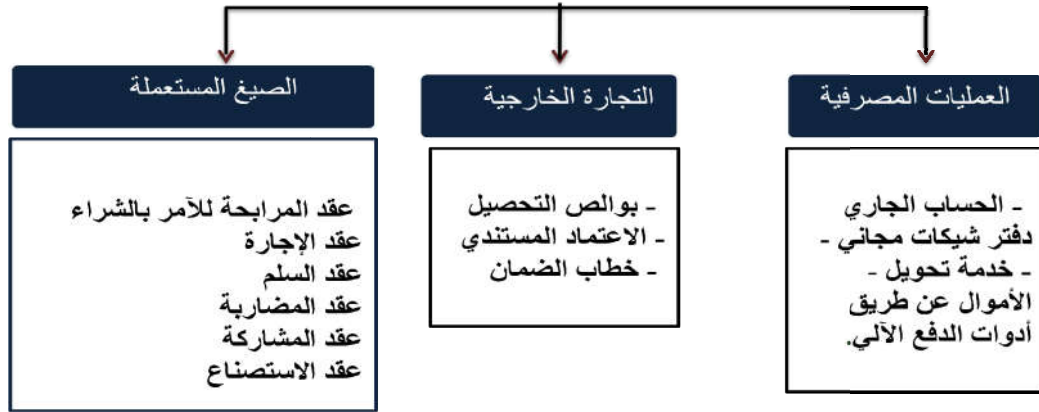 العمليات المصرفية
- الحساب الجاري
دفتر شيكات مجاني -
- خدمة تحويل -
الأموال عن طريق
أدوات الدفع الآلي.
التجارة الخارجية
- بوالص التحصيل
- الاعتماد المستندي
- خطاب الضمان
الصيغ المستعملة
عقد المرابحة للآمر بالشراء
عقد الإجارة
عقد السلم
عقد المضاربة
عقد المشاركة
عقد الاستصناع